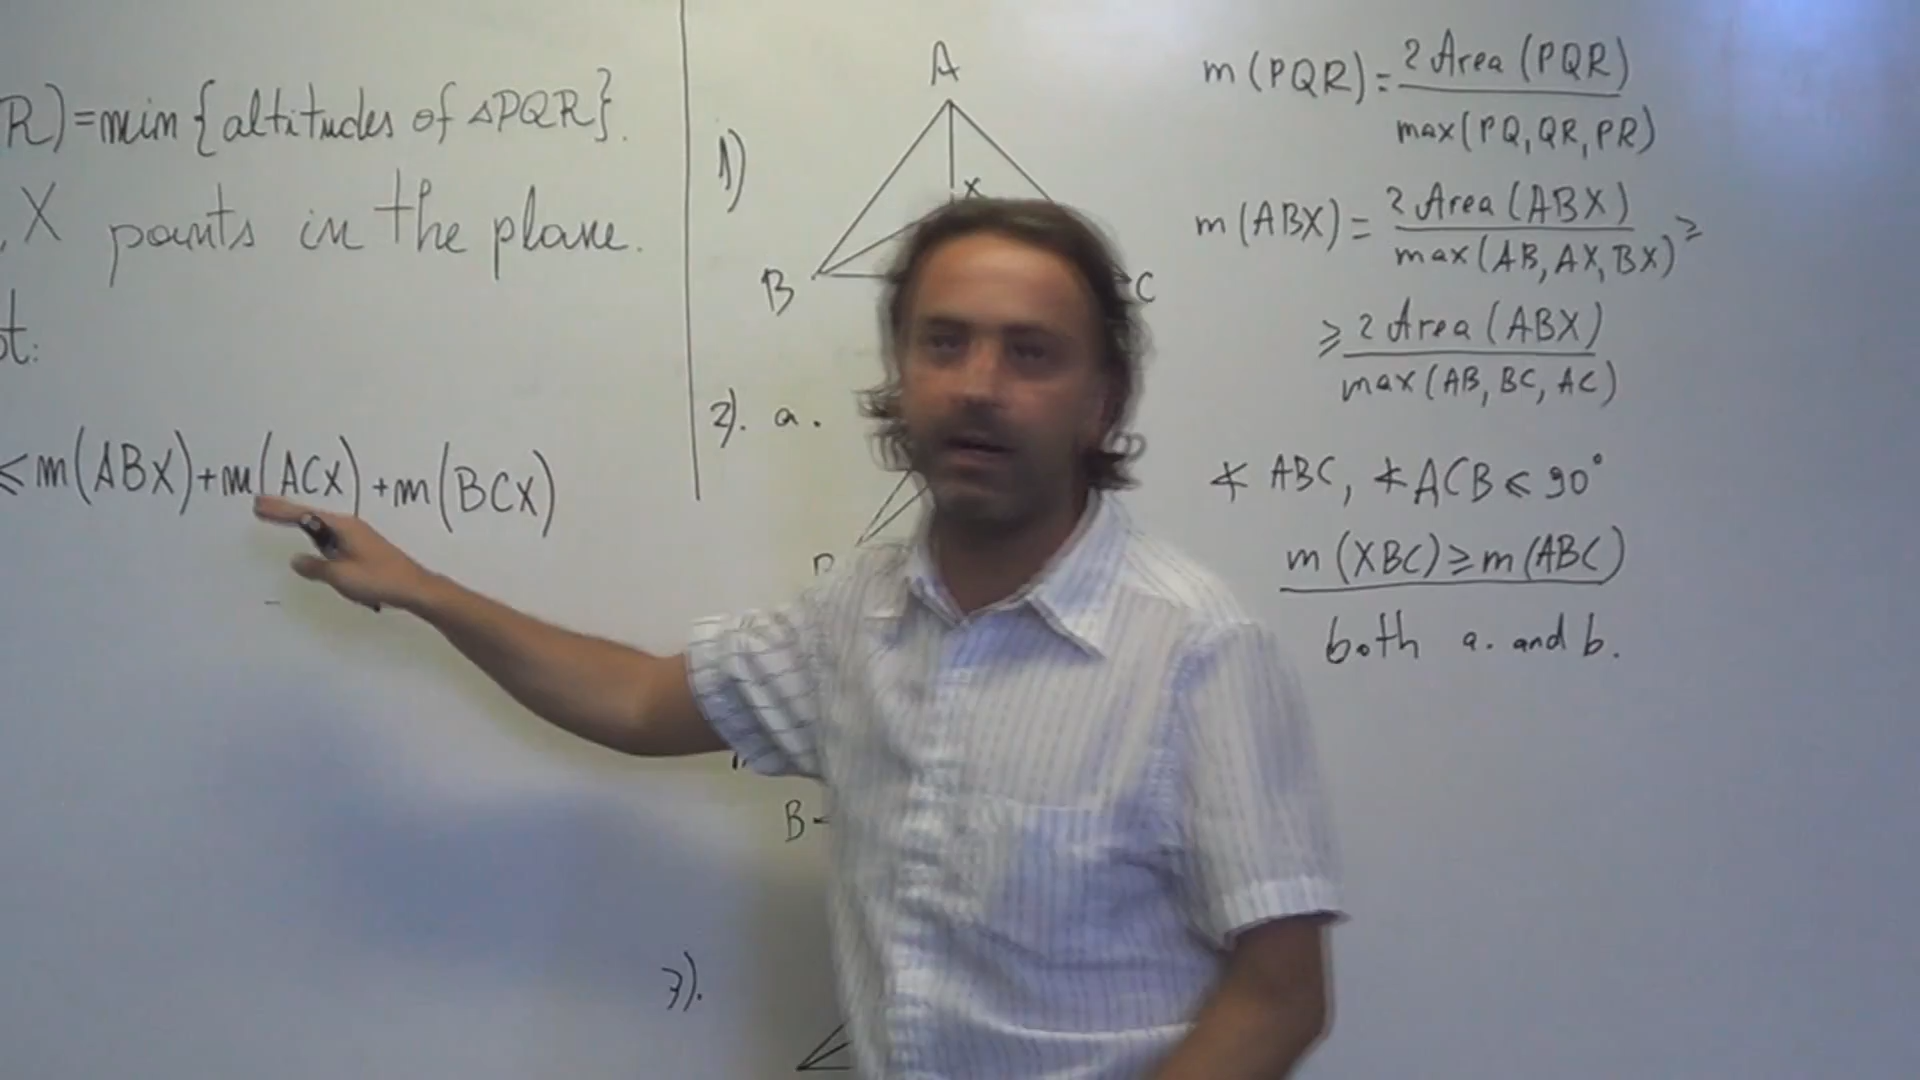 R)=min{altitudes of ▵PQR}.
, X points in the plane.
t:
≤m(ABX)+m(ACX)+m(BCX)
1)
A
X
B
C
2). a.
B
3).
m(PQR)=2 Area (PQR)
max(PQ,QR,PR)
m(ABX)=2 Area (ABX)≥
max(AB,AX,BX)
≥2 Area (ABX)
max(AB,BC,AC)
∢ABC, ∢ACB≤90°
m(XBC)≥m(ABC)
both a. and b.